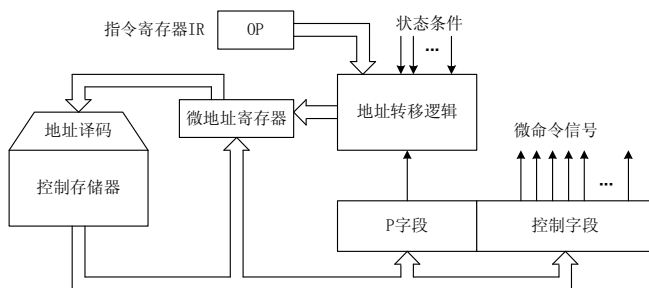 指令寄存器IR
OP
状态条件
...
微地址寄存器
地址转移逻辑
地址译码
控制存储器
微命令信号
...
P字段
控制字段